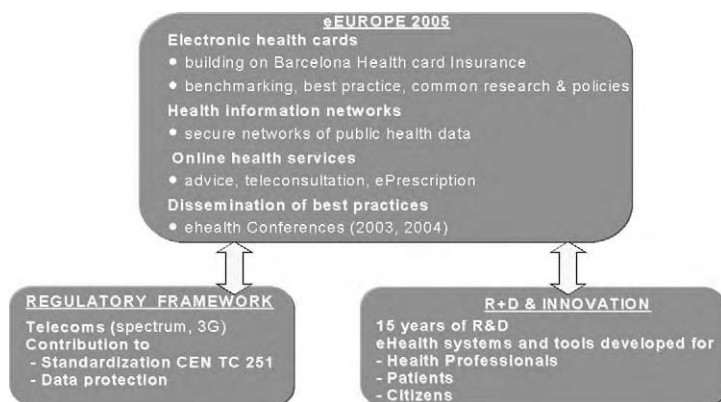 eEUROPE 2005
Electronic health cards
● building on Barcelona Health card Insurance
● benchmarking, best practice, common research & policies
Health information networks
● secure networks of public health data
Online health services
● advice, teleconsultation, ePrescription
Dissemination of best practices
● ehealth Conferences (2003, 2004)
REGULATORY FRAMEWORK
Telecoms (spectrum, 3G)
Contribution to
- Standardization CEN TC 251
- Data protection
R+D & INNOVATION
15 years of R&D
eHealth systems and tools developed for
- Health Professionals
- Patients
- Citizens